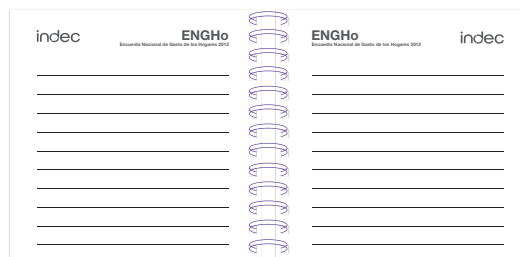 indec
ENGHo
Encuesta Nacional de Gasto de los Hogares 2012
ENGHo
Encuesta Nacional de Gasto de los Hogares 2012
indec